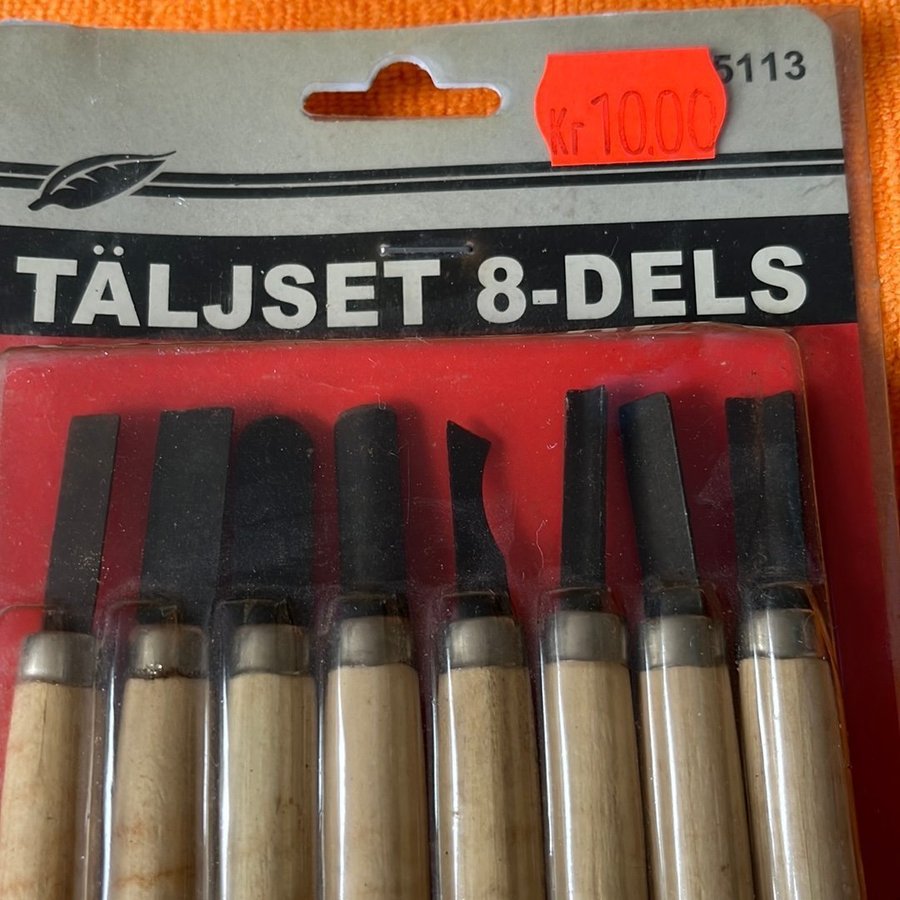 5113
Kr 10.00
TÄLJSET 8-DELS